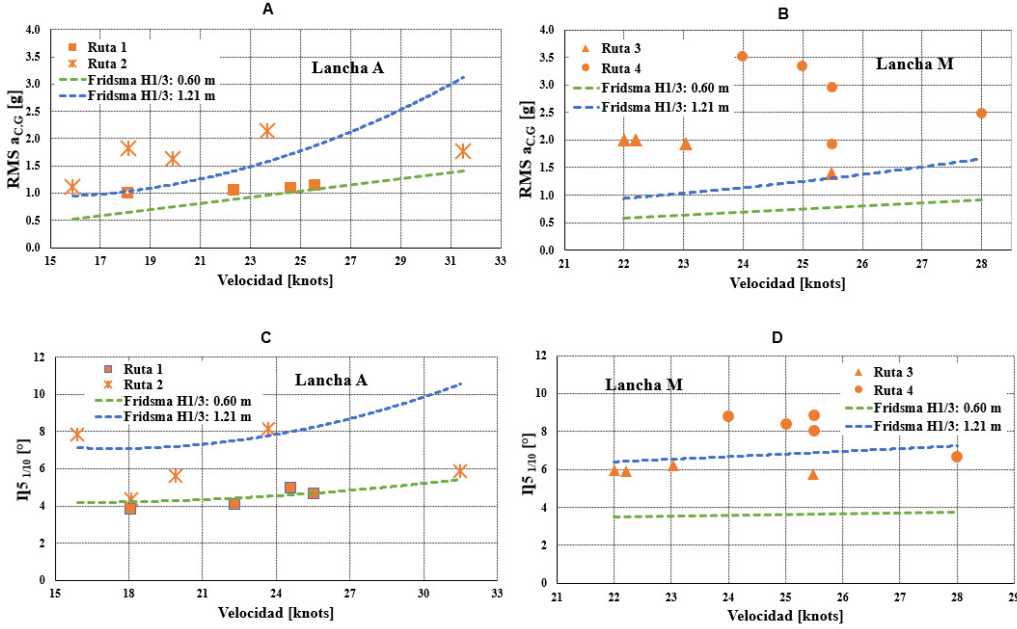 A
4.0
3.5
3.0
2.5
2.0
1.5
1.0
0.5
0.0
RMS aC.G [g]
Ruta 1
Ruta 2
Fridsma H1/3: 0.60 m
Fridsma H1/3: 1.21 m
Lancha A
15 17 19 21 23 25 27 29 31 33
Velocidad [knots]
B
4.0
3.5
3.0
2.5
2.0
1.5
1.0
0.5
0.0
RMS aC.G [g]
Ruta 3
Ruta 4
Fridsma H1/3: 0.60 m
Fridsma H1/3: 1.21 m
Lancha M
21 22 23 24 25 26 27 28
Velocidad [knots]
C
12
10
8
6
4
2
0
η5 1/10 [°]
Ruta 1
Ruta 2
Fridsma H1/3: 0.60 m
Fridsma H1/3: 1.21 m
Lancha A
15 18 21 24 27 30 33
Velocidad [knots]
D
12
10
8
6
4
2
0
η5 1/10 [°]
Lancha M
Ruta 3
Ruta 4
Fridsma H1/3: 0.60 m
Fridsma H1/3: 1.21 m
21 22 23 24 25 26 27 28 29
Velocidad [knots]